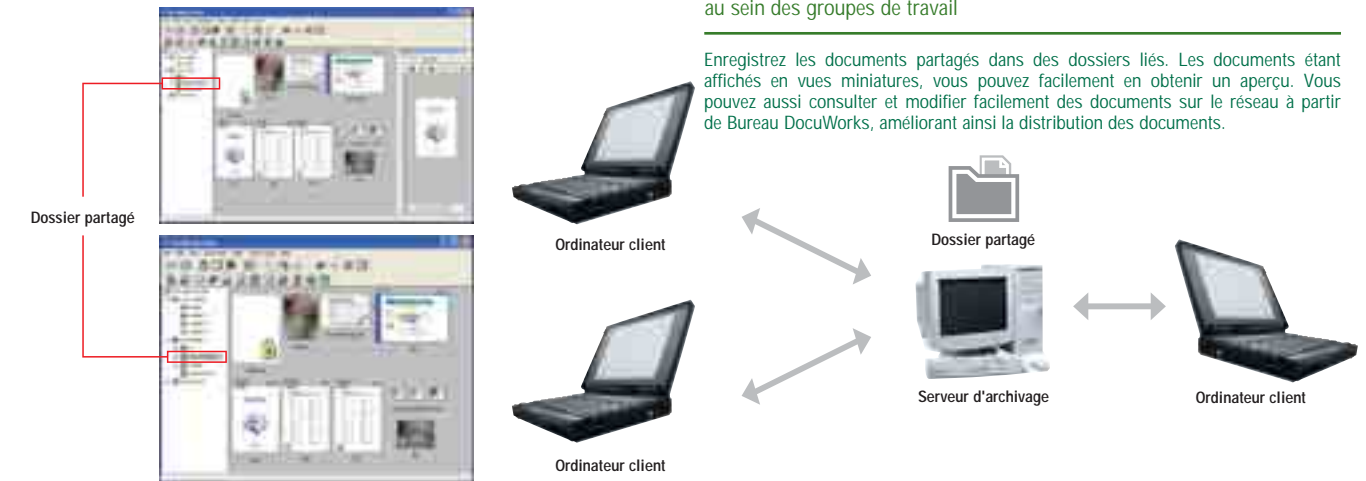 au sein des groupes de travail
Enregistrez les documents partagés dans des dossiers liés. Les documents étant
affichés en vues miniatures, vous pouvez facilement en obtenir un aperçu. Vous
pouvez aussi consulter et modifier facilement des documents sur le réseau à partir
de Bureau DocuWorks, améliorant ainsi la distribution des documents.
Dossier partagé
Ordinateur client
Dossier partagé
Serveur d'archivage
Ordinateur client
Ordinateur client